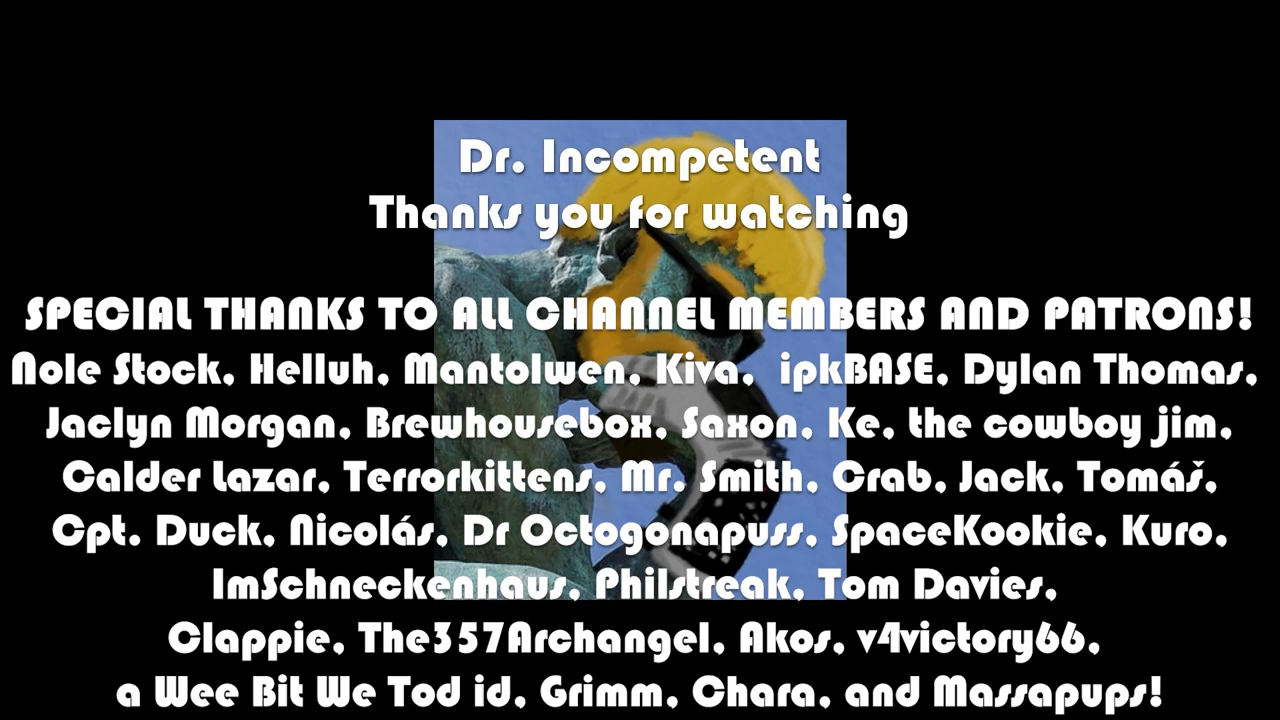 Dr. Incompetent
Thanks you for watching
SPECIAL THANKS TO ALL CHANNEL MEMBERS AND PATRONS!
Nole Stock, Helluh, Mantolwen, Kiva, ipkBASE, Dylan Thomas,
Jaclyn Morgan, Brewhousebox, Saxon, Ke, the cowboy jim,
Calder Lazar, Terrorkittens, Mr. Smith, Crab, Jack, Tomáš,
Cpt. Duck, Nicolás, Dr Octogonapuss, SpaceKookie, Kuro,
ImSchneckenhaus, Philstreak, Tom Davies,
Clappie, The357Archangel, Akos, v4victory66,
a Wee Bit We Tod id, Grimm, Chara, and Massapups!